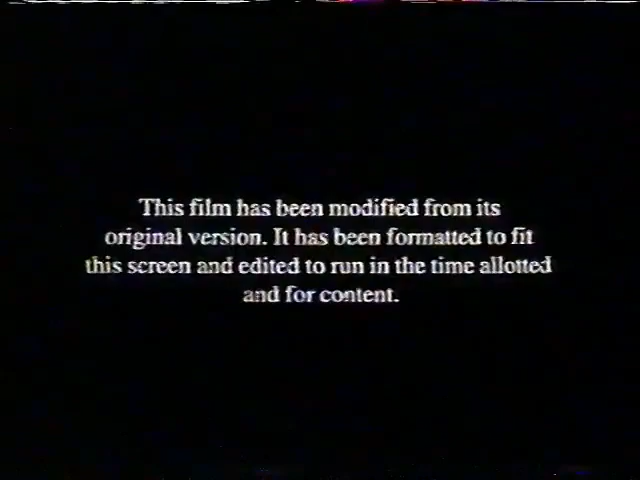 This film has been modified from its
original version. It has been formatted to fit
this screen and edited to run in the time allotted
and for content.